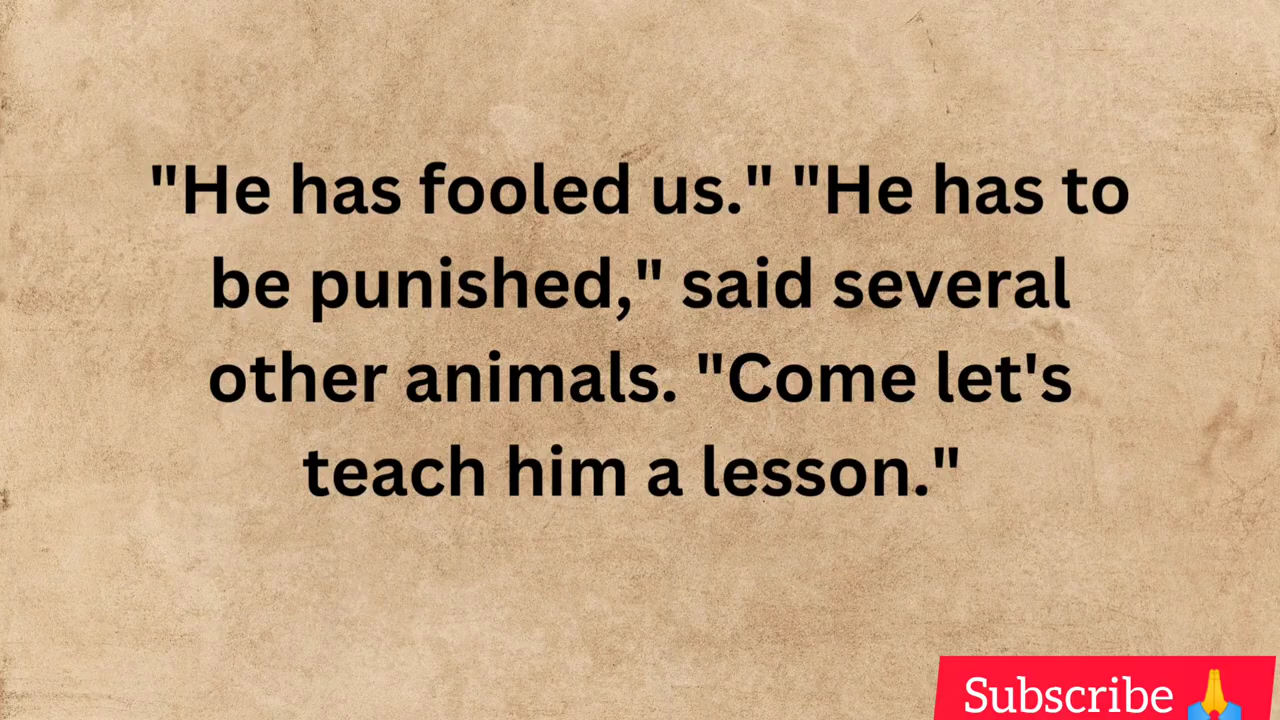 "He has fooled us." "He has to
be punished," said several
other animals. "Come let's
teach him a lesson."
Subscribe 🙏